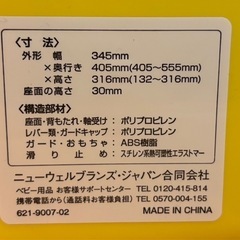 〈寸 法〉
外形 幅 345mm
×奥行き 405mm(405〜555mm)
×高さ 316mm(132〜316mm)
座面の高さ 30mm
〈構造部材〉
座面・背もたれ・軸受け：ポリプロピレン
レバー類・ガードキャップ：ポリプロピレン
ガード・おもちゃ：ABS樹脂
滑り止め：スチレン系熱可塑性エラストマー
ニューウェルブランズ・ジャパン合同会社
ベビー用品 お客様サポートセンター TEL 0120-415-814
携帯電話から(通話料お客様負担) TEL 0570-004-155
621-9007-02 MADE IN CHINA